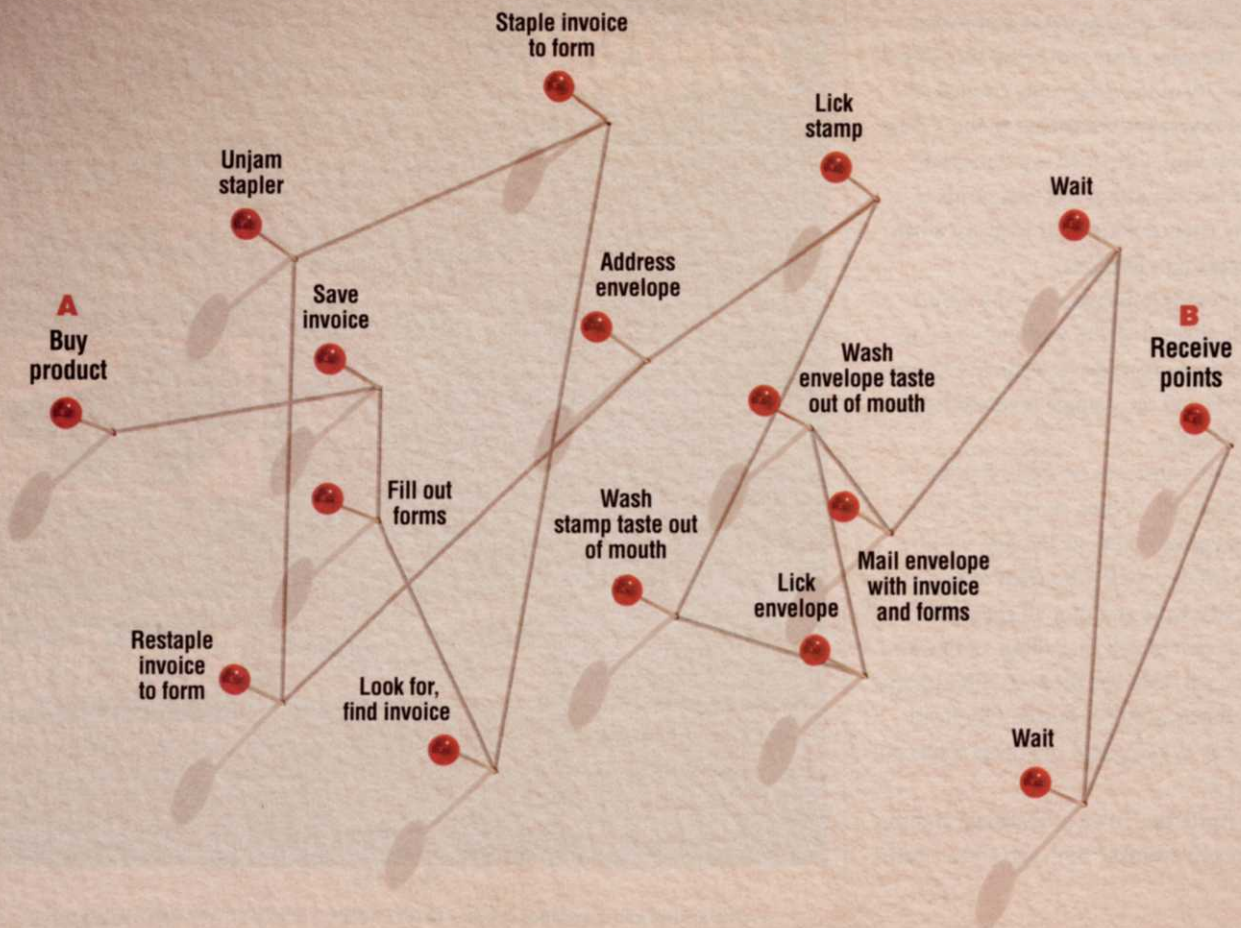 Staple invoice
to form
Lick
stamp
Unjam
stapler
Wait
Address
envelope
Save
invoice
A
Buy
product
B
Receive
points
Wash
envelope taste
out of mouth
Fill out
forms
Wash
stamp taste out
of mouth
Mail envelope
with invoice
and forms
Lick
envelope
Restaple
invoice
to form
Look for,
find invoice
Wait